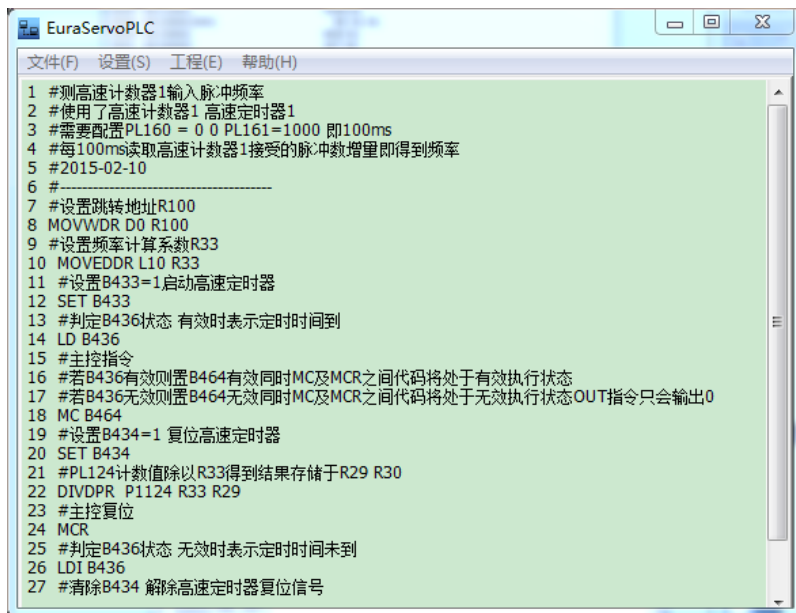 EuraServoPLC
文件(F) 设置(S) 工程(E) 帮助(H)
1 #测高速计数器1输入脉冲频率
2 #使用了高速计数器1 高速定时器1
3 #需要配置PL160 = 0 0 PL161=1000 即100ms
4 #每100ms读取高速计数器1接受的脉冲数增量即得到频率
5 #2015-02-10
6 #----------------------------------------
7 #设置跳转地址R100
8 MOVWDR D0 R100
9 #设置频率计算系数R33
10 MOVEDDR L10 R33
11 #设置B433=1启动高速定时器
12 SET B433
13 #判定B436状态 有效时表示定时时间到
14 LD B436
15 #主控指令
16 #若B436有效则置B464有效同时MC及MCR之间代码将处于有效执行状态
17 #若B436无效则置B464无效同时MC及MCR之间代码将处于无效执行状态OUT指令只会输出0
18 MC B464
19 #设置B434=1 复位高速定时器
20 SET B434
21 #PL124计数值除以R33得到结果存储于R29 R30
22 DIVDPR P1124 R33 R29
23 #主控复位
24 MCR
25 #判定B436状态 无效时表示定时时间未到
26 LDI B436
27 #清除B434 解除高速定时器复位信号